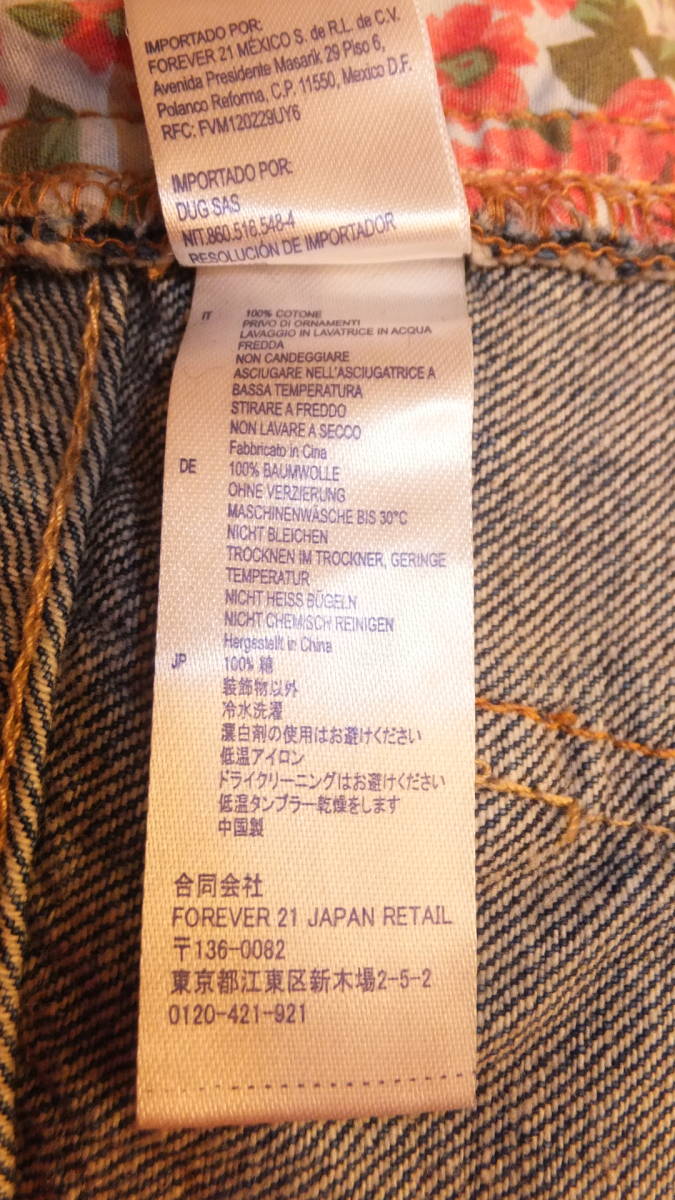 IMPORTADO POR:
FOREVER 21 MEXICO S. de R.L. de C.V.
Avenida Presidente Masarik 29 Piso 6,
Polanco Reforma, C.P. 11550, Mexico D.F.
RFC: FVM120229UY6
IMPORTADO POR:
DUG SAS
NIT.860.516.548-4
RESOLUCIÓN DE IMPORTADOR
IT 100% COTONE
PRIVO DI ORNAMENTI
LAVAGGIO IN LAVATRICE IN ACQUA
FREDDA
NON CANDEGGIARE
ASCIUGARE NELL'ASCIUGATRICE A
BASSA TEMPERATURA
STIRARE A FREDDO
NON LAVARE A SECCO
Fabbricato in Cina
DE 100% BAUMWOLLE
OHNE VERZIERUNG
MASCHINENWÄSCHE BIS 30°C
NICHT BLEICHEN
TROCKNEN IM TROCKNER, GERINGE
TEMPERATUR
NICHT HEISS BÜGELN
NICHT CHEMISCH REINIGEN
Hergestellt in China
JP 100% 綿
装飾物以外
冷水洗濯
漂白剤の使用はお避けください
低温アイロン
ドライクリーニングはお避けください
低温タンブラー乾燥をします
中国製
合同会社
FOREVER 21 JAPAN RETAIL
〒136-0082
東京都江東区新木場2-5-2
0120-421-921